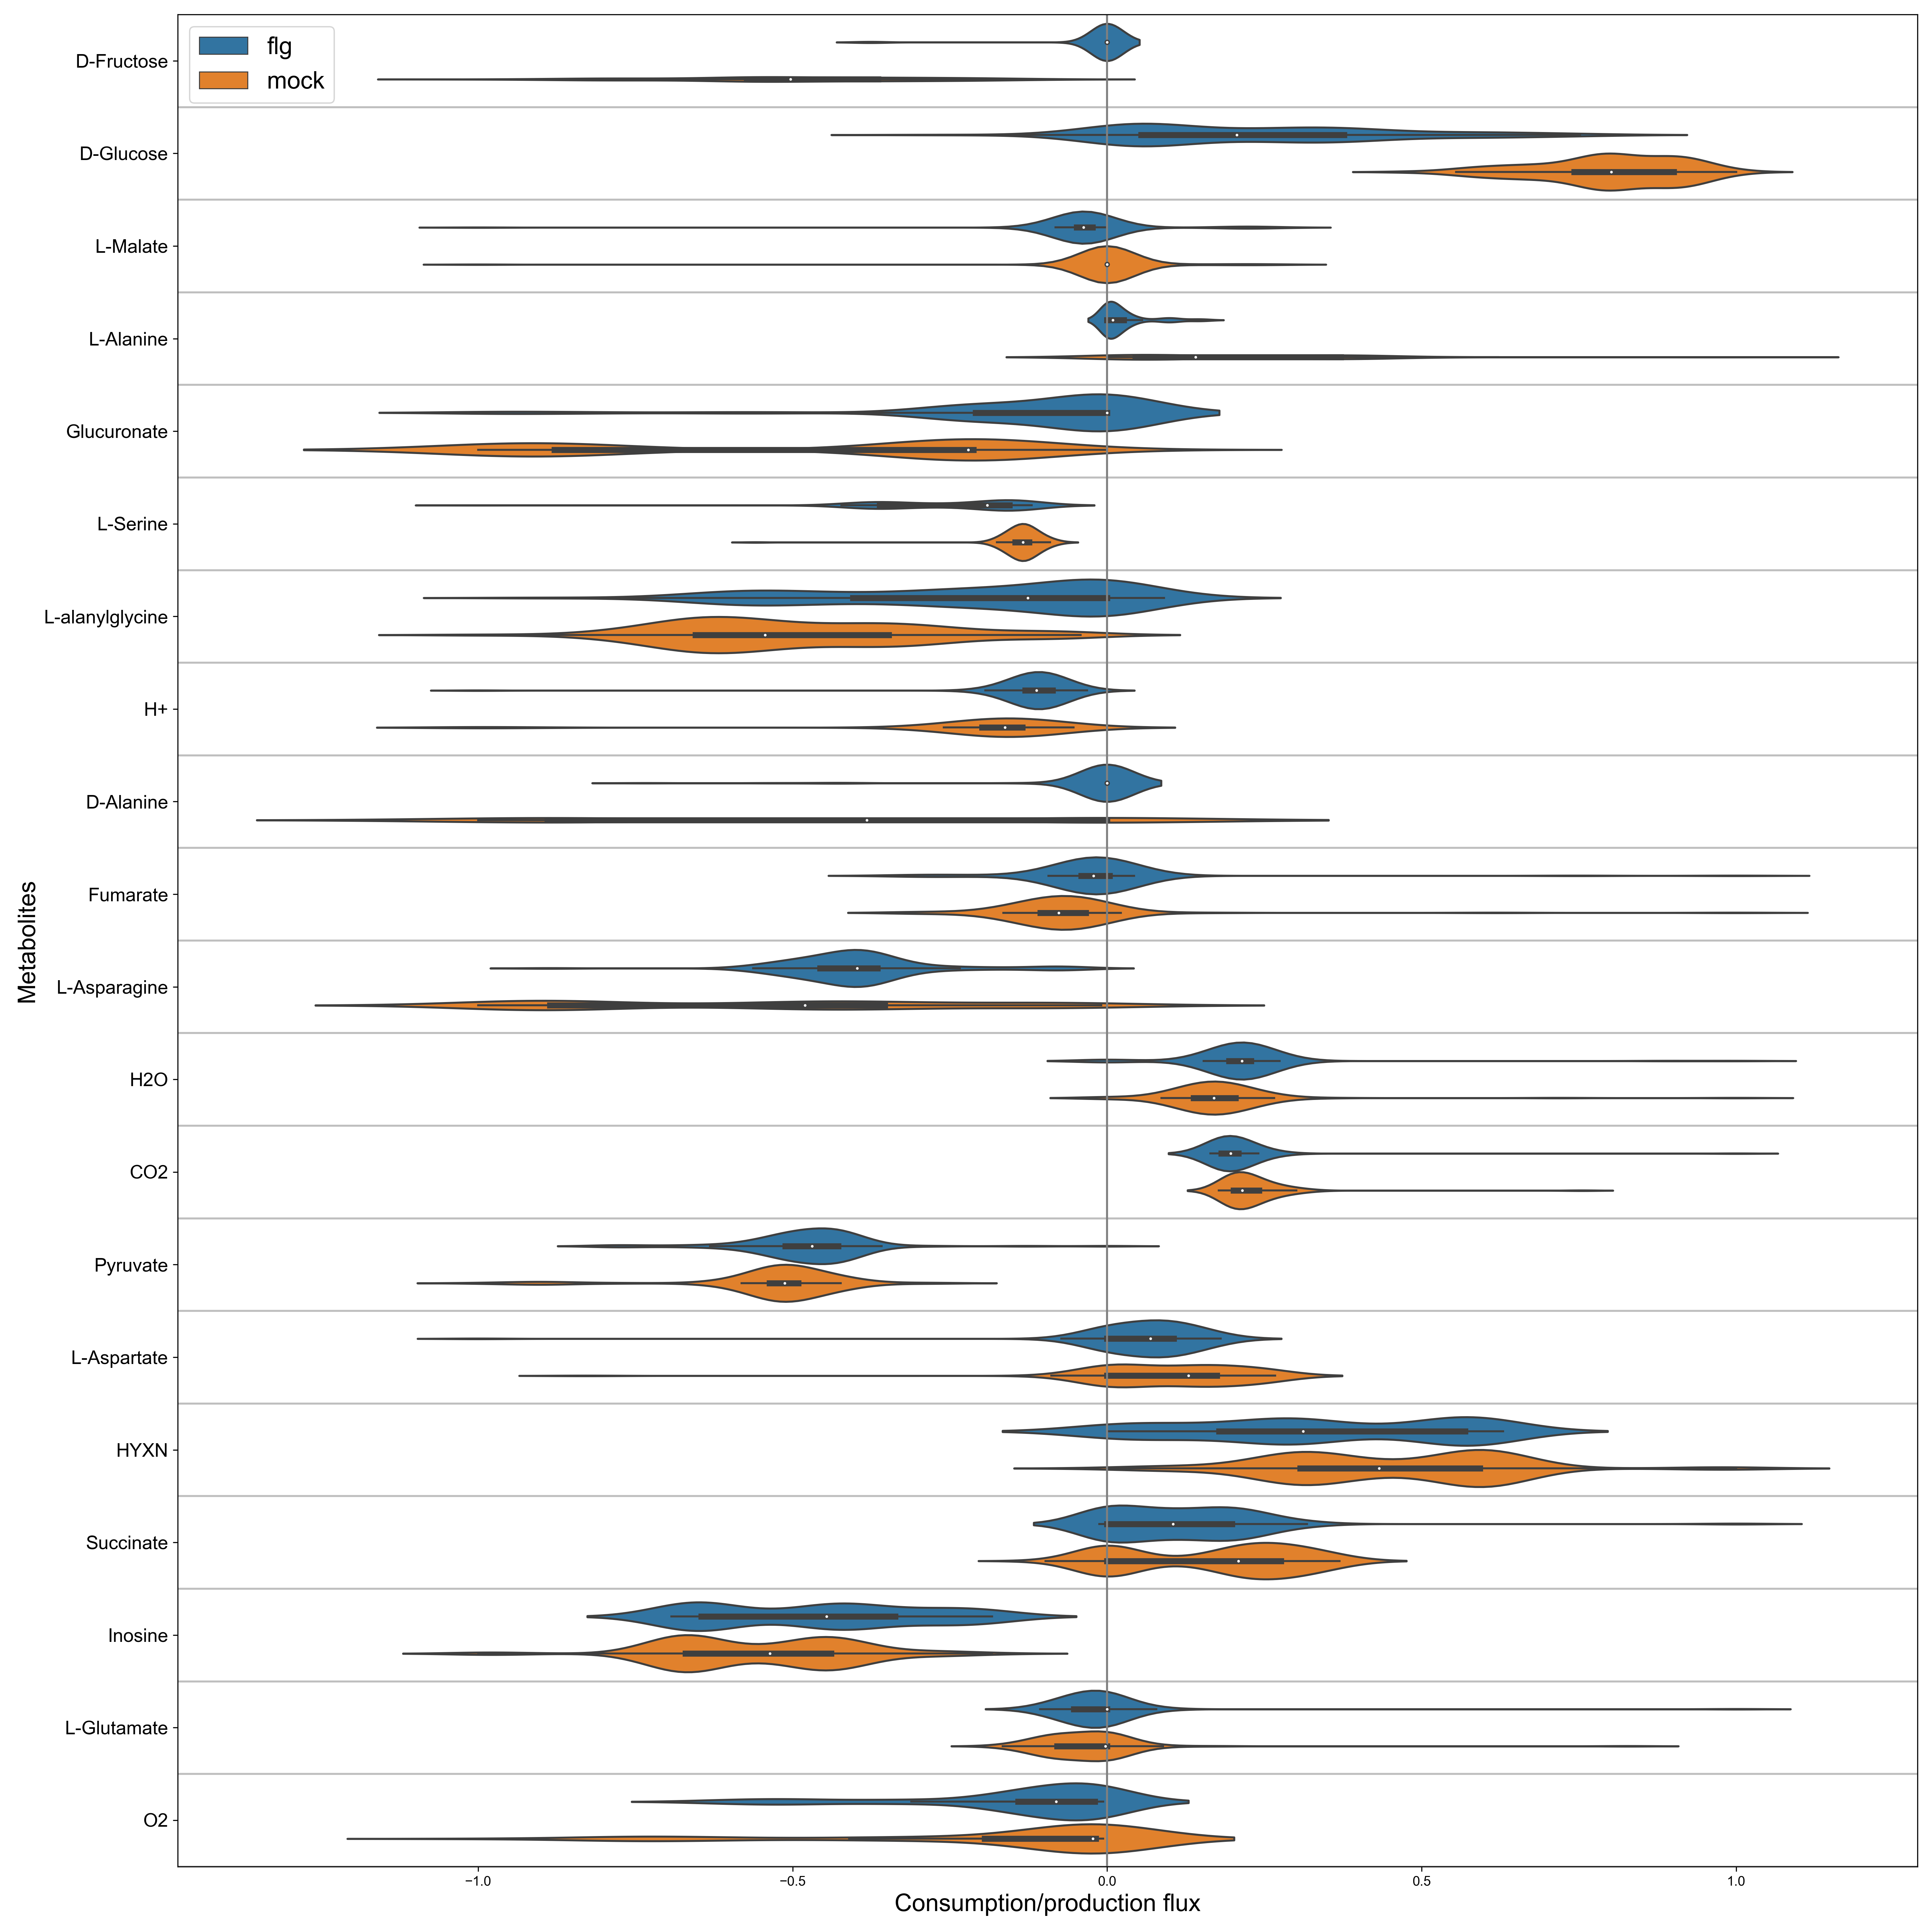 flg
mock
D-Fructose
D-Glucose
L-Malate
L-Alanine
Glucuronate
L-Serine
L-alanylglycine
H+
D-Alanine
Fumarate
L-Asparagine
H2O
CO2
Pyruvate
L-Aspartate
HYXN
Succinate
Inosine
L-Glutamate
O2
Metabolites
−1.0 −0.5 0.0 0.5 1.0
Consumption/production flux